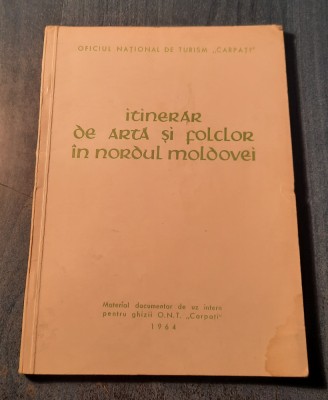 OFICIUL NAȚIONAL DE TURISM „CARPAȚI"
itinerar
de artă și folclor
în nordul moldovei
Material documentar de uz intern
pentru ghizii O.N.T. „Carpați"
1964